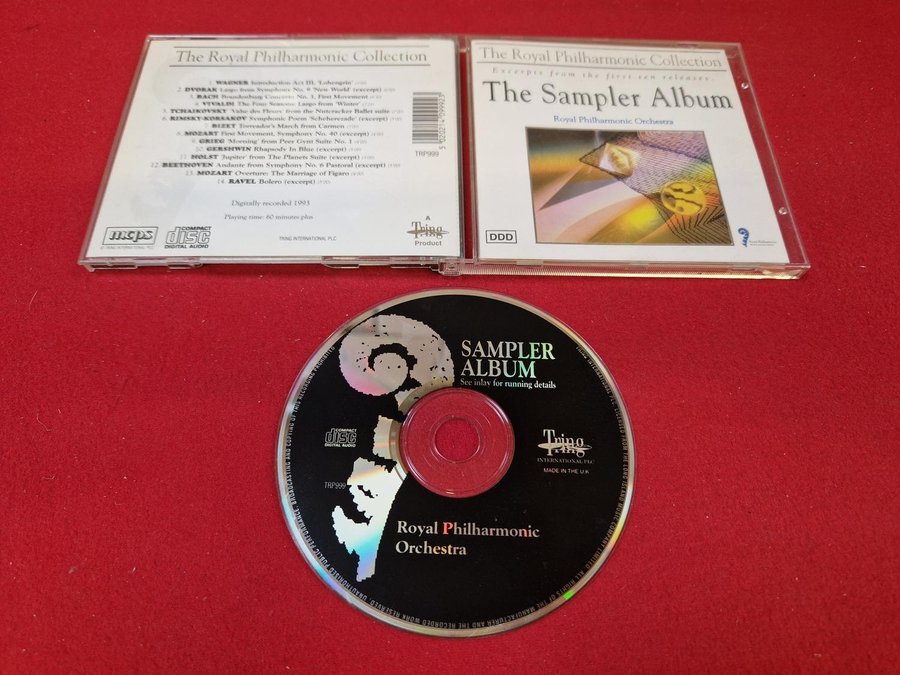 The Royal Philharmonic Collection
1. WAGNER Introduction Act III, 'Lohengrin'
2. DVORAK Largo from Symphony No. 9 'New World' (excerpt)
3. BACH Brandenburg Concerto No. 3, First Movement
4. VIVALDI The Four Seasons: Largo from 'Winter'
5. TCHAIKOVSKY Valse des Fleurs from the Nutcracker Ballet suite
6. RIMSKY-KORSAKOV Symphonic Poem 'Scheherezade' (excerpt)
7. BIZET Toreador's March from Carmen
8. MOZART First Movement, Symphony No. 40 (excerpt)
9. GRIEG 'Morning' from Peer Gynt Suite No. 1
10. GERSHWIN Rhapsody In Blue (excerpt)
11. HOLST 'Jupiter' from The Planets Suite (excerpt)
12. BEETHOVEN Andante from Symphony No. 6 Pastoral (excerpt)
13. MOZART Overture: The Marriage of Figaro
14. RAVEL Bolero (excerpt)
Digitally recorded 1993
Playing time: 60 minutes plus
mcps
COMPACT
disc
DIGITAL AUDIO
TRING INTERNATIONAL PLC
A
Tring
Product
TRP999
The Royal Philharmonic Collection
Excerpts from the first ten releases.
The Sampler Album
Royal Philharmonic Orchestra
DDD
SAMPLER
ALBUM
See inlay for running details
COMPACT
disc
DIGITAL AUDIO
TRP999
Tring
INTERNATIONAL PLC
MADE IN THE U.K
Royal Philharmonic
Orchestra